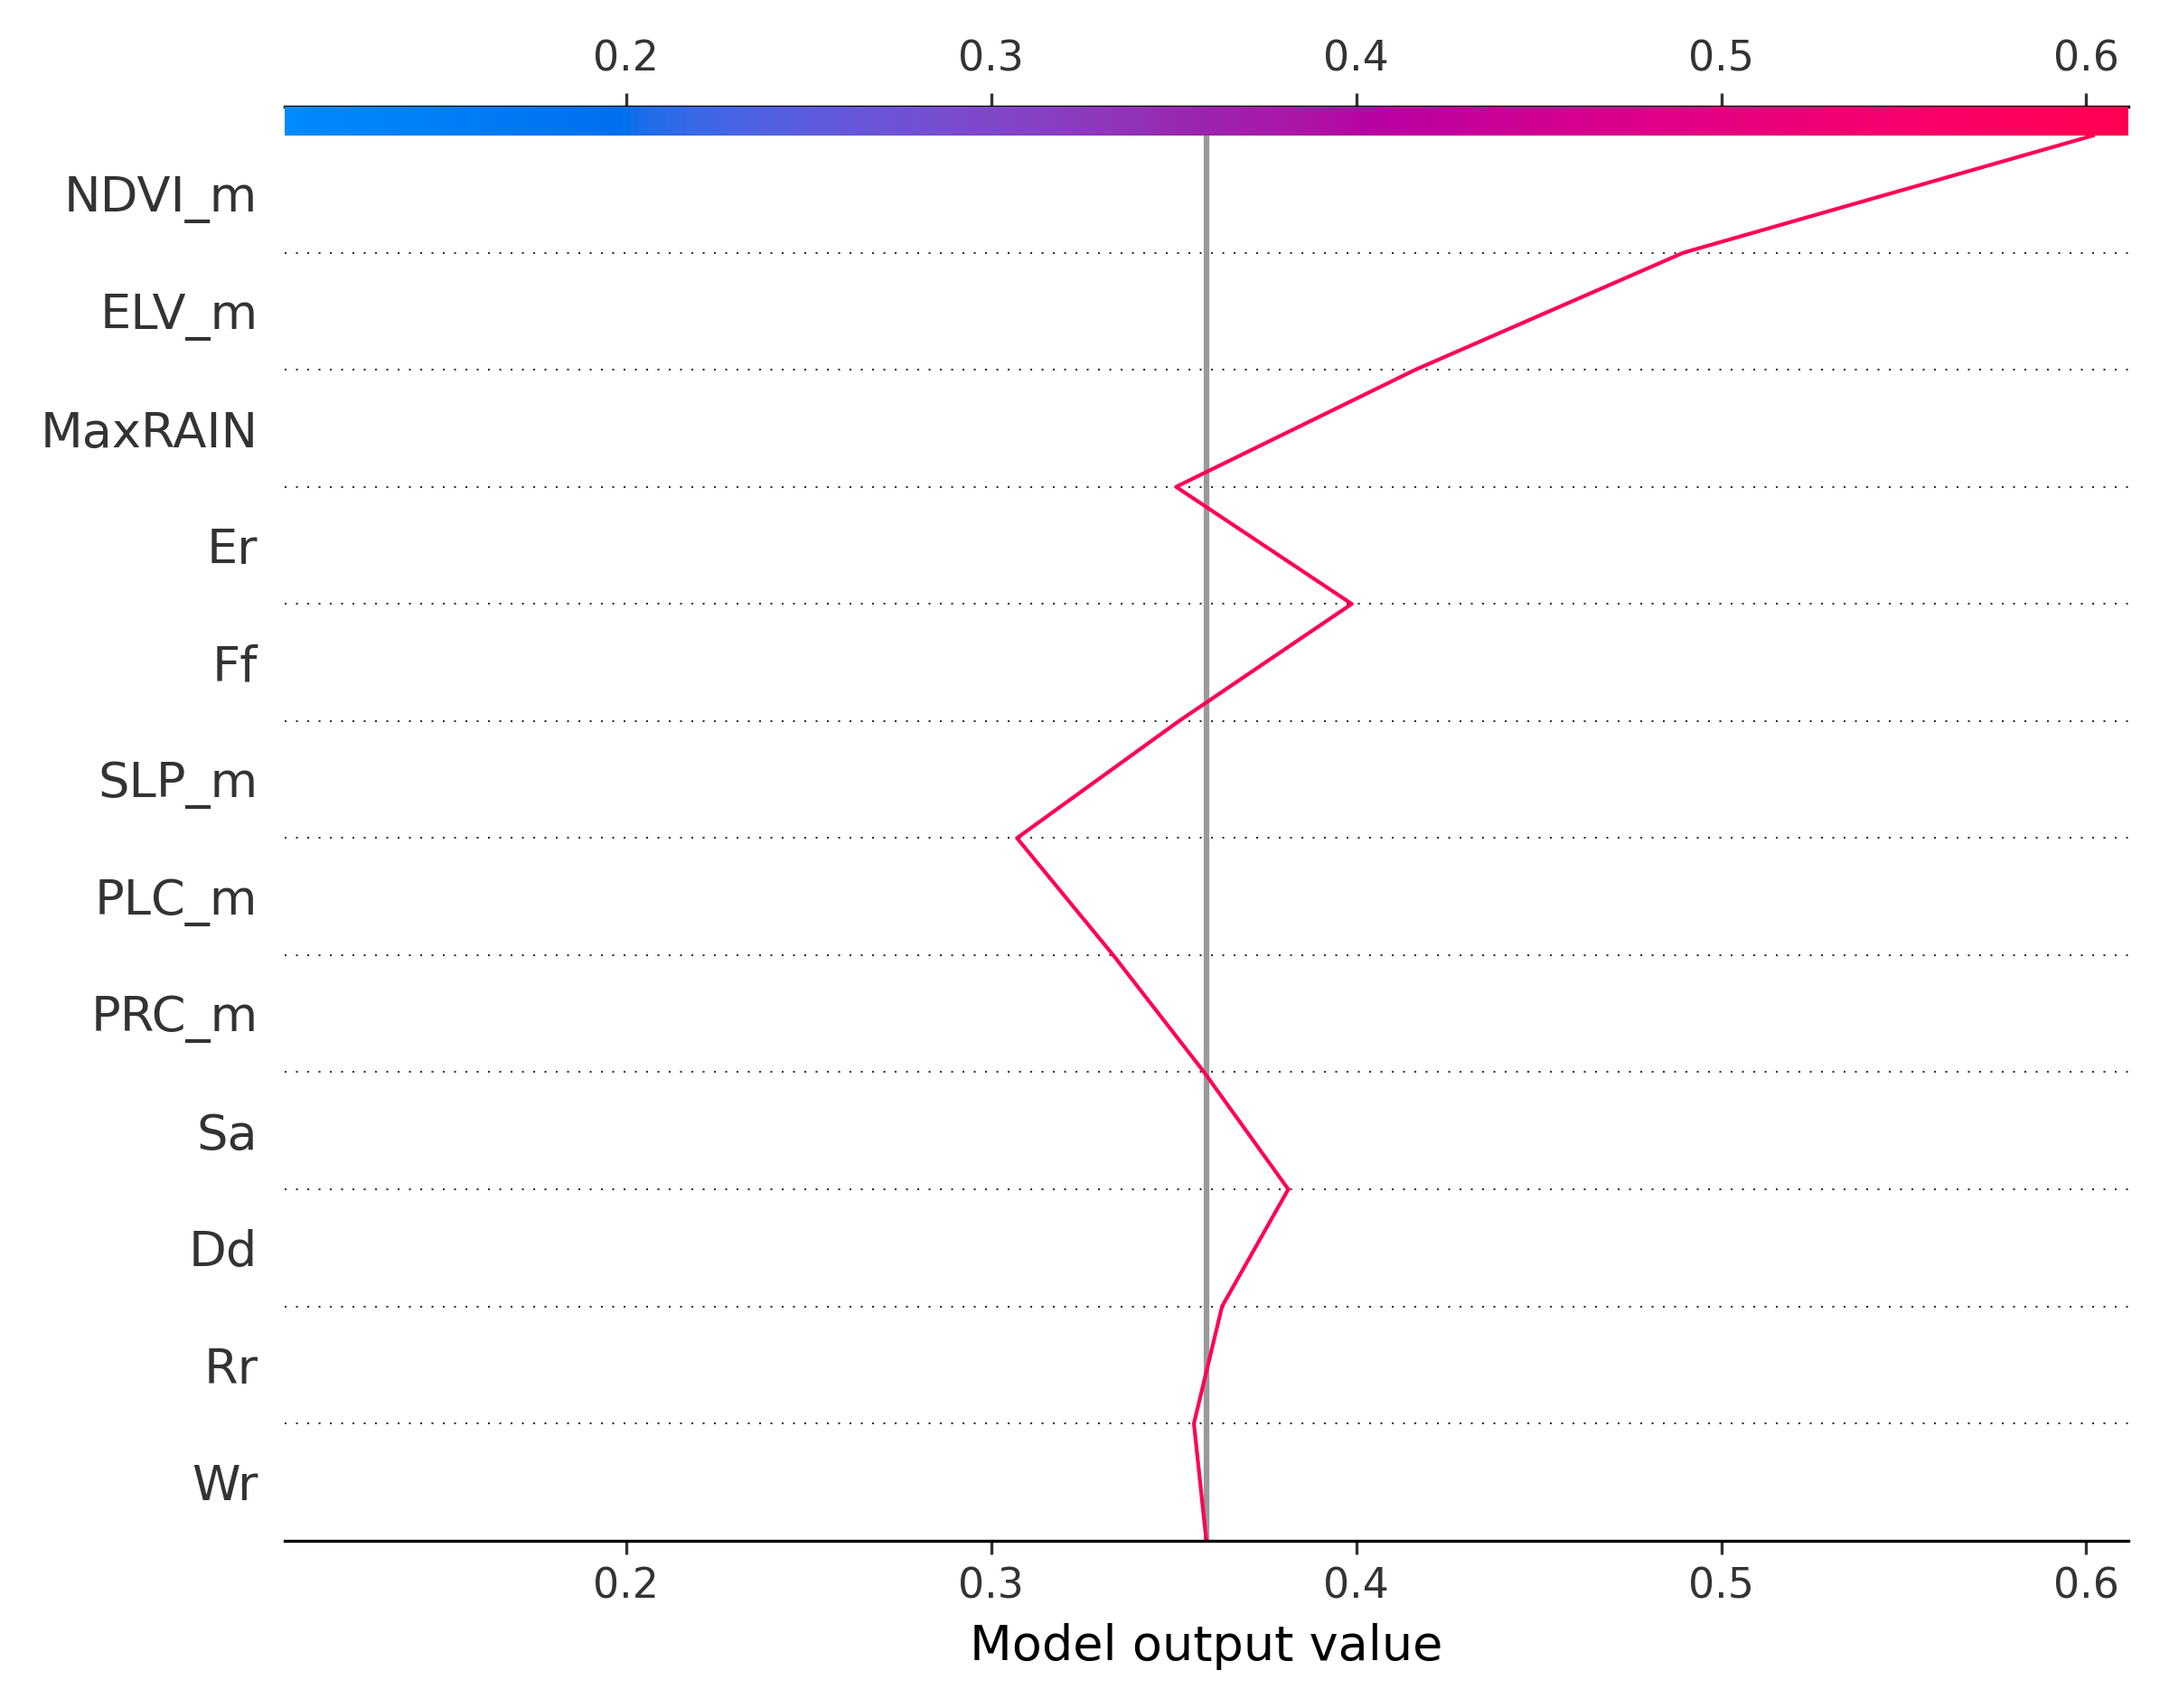 0.2 0.3 0.4 0.5 0.6
NDVI_m
ELV_m
MaxRAIN
Er
Ff
SLP_m
PLC_m
PRC_m
Sa
Dd
Rr
Wr
0.2 0.3 0.4 0.5 0.6
Model output value